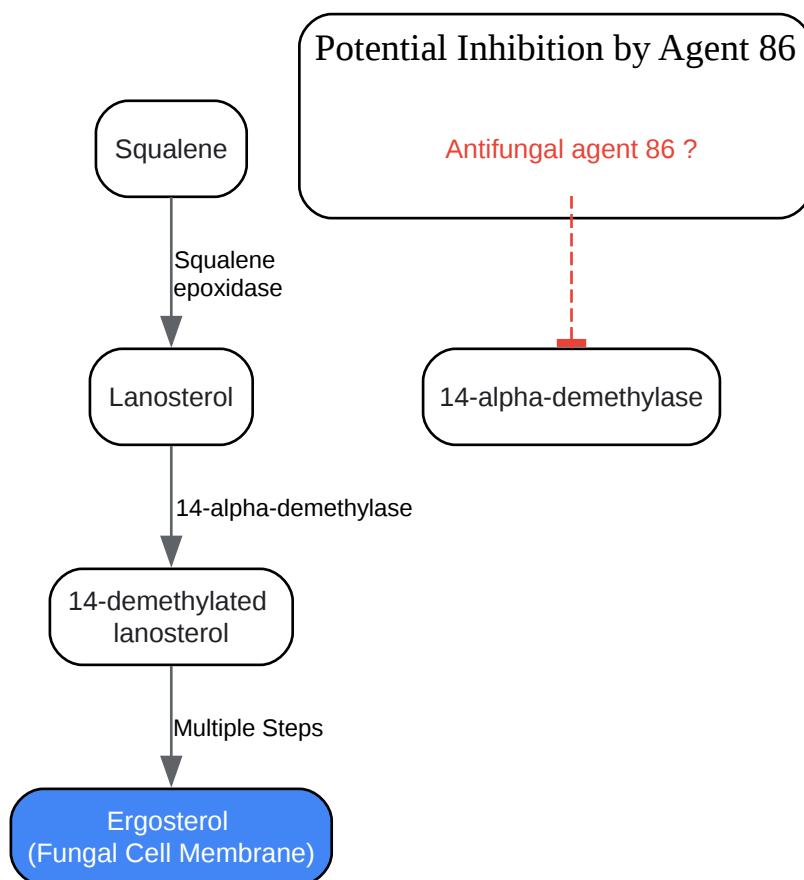 Potential Inhibition by Agent 86
Antifungal agent 86 ?
Squalene
Squalene
epoxidase
Lanosterol
14-alpha-demethylase
14-alpha-demethylase
14-demethylated
lanosterol
Multiple Steps
Ergosterol
(Fungal Cell Membrane)